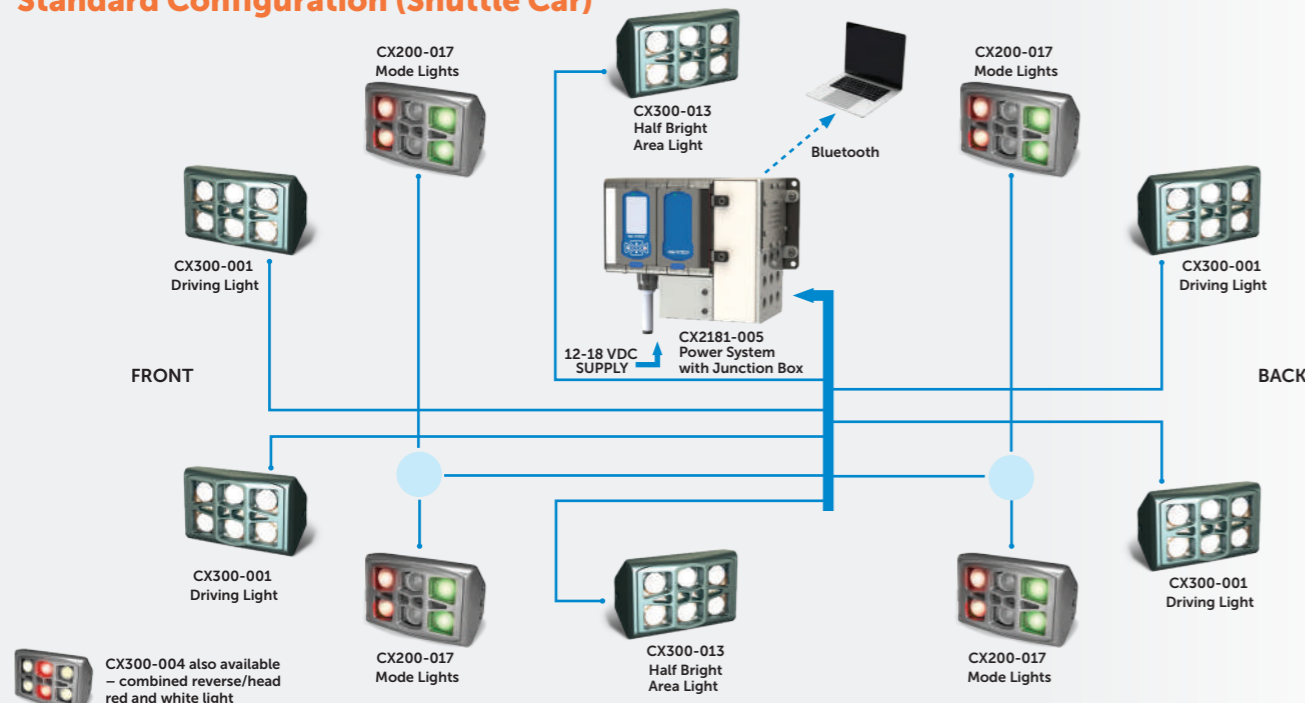 Standard Configuration (Shuttle Car)
CX200-017
Mode Lights
CX300-013
Half Bright
Area Light
Bluetooth
CX200-017
Mode Lights
CX300-001
Driving Light
CX300-001
Driving Light
12-18 VDC
SUPPLY
CX2181-005
Power System
with Junction Box
FRONT
BACK
CX300-001
Driving Light
CX200-017
Mode Lights
CX300-013
Half Bright
Area Light
CX200-017
Mode Lights
CX300-001
Driving Light
CX300-004 also available
– combined reverse/head
red and white light